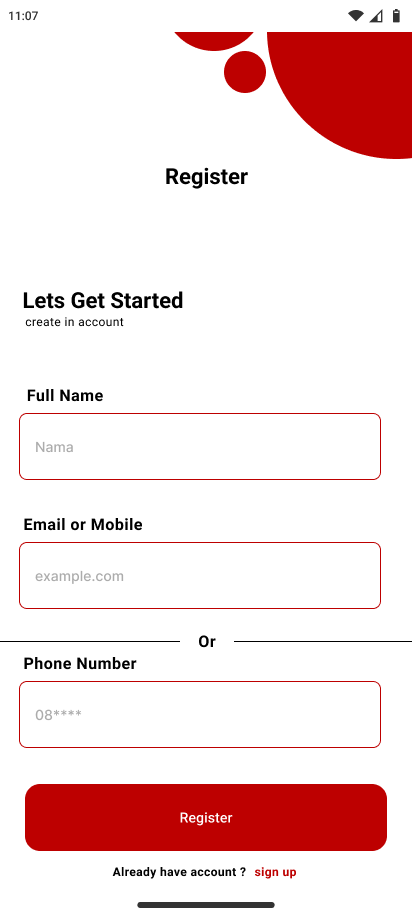 11:07
Register
Lets Get Started
create in account
Full Name
Nama
Email or Mobile
example.com
Or
Phone Number
08****
Register
Already have account ? sign up